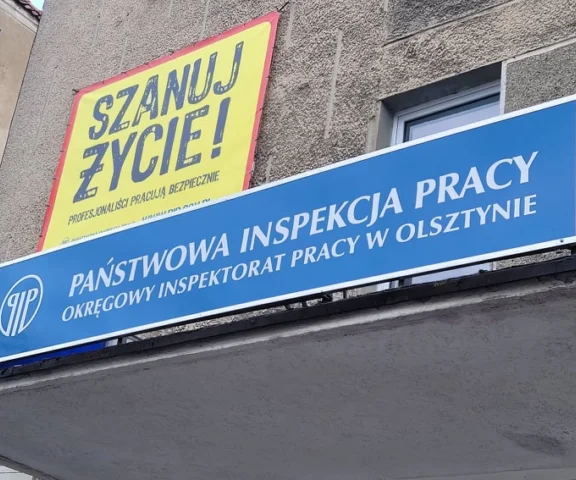 SZANUJ
ŻYCIE!
PROFESJONALIŚCI PRACUJĄ BEZPIECZNIE
PIP
PAŃSTWOWA INSPEKCJA PRACY
OKRĘGOWY INSPEKTORAT PRACY W OLSZTYNIE